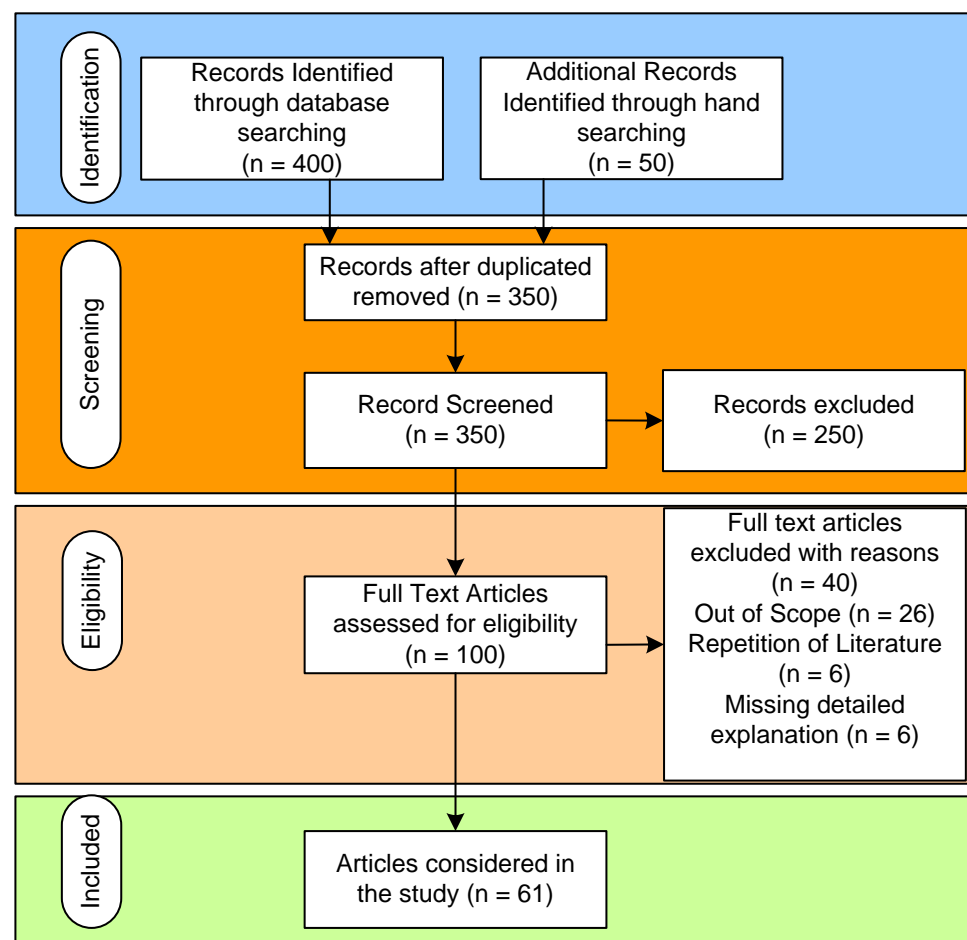 Identification
Records Identified
through database
searching
(n = 400)
Additional Records
Identified through hand
searching
(n = 50)
Screening
Records after duplicated
removed (n = 350)
Record Screened
(n = 350)
Records excluded
(n = 250)
Eligibility
Full Text Articles
assessed for eligibility
(n = 100)
Full text articles
excluded with reasons
(n = 40)
Out of Scope (n = 26)
Repetition of Literature
(n = 6)
Missing detailed
explanation (n = 6)
Included
Articles considered in
the study (n = 61)